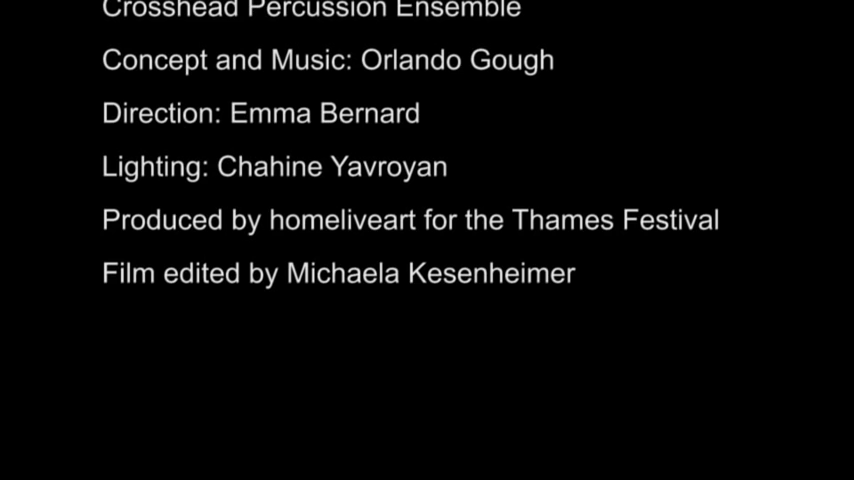 Crosshead Percussion Ensemble
Concept and Music: Orlando Gough
Direction: Emma Bernard
Lighting: Chahine Yavroyan
Produced by homeliveart for the Thames Festival
Film edited by Michaela Kesenheimer